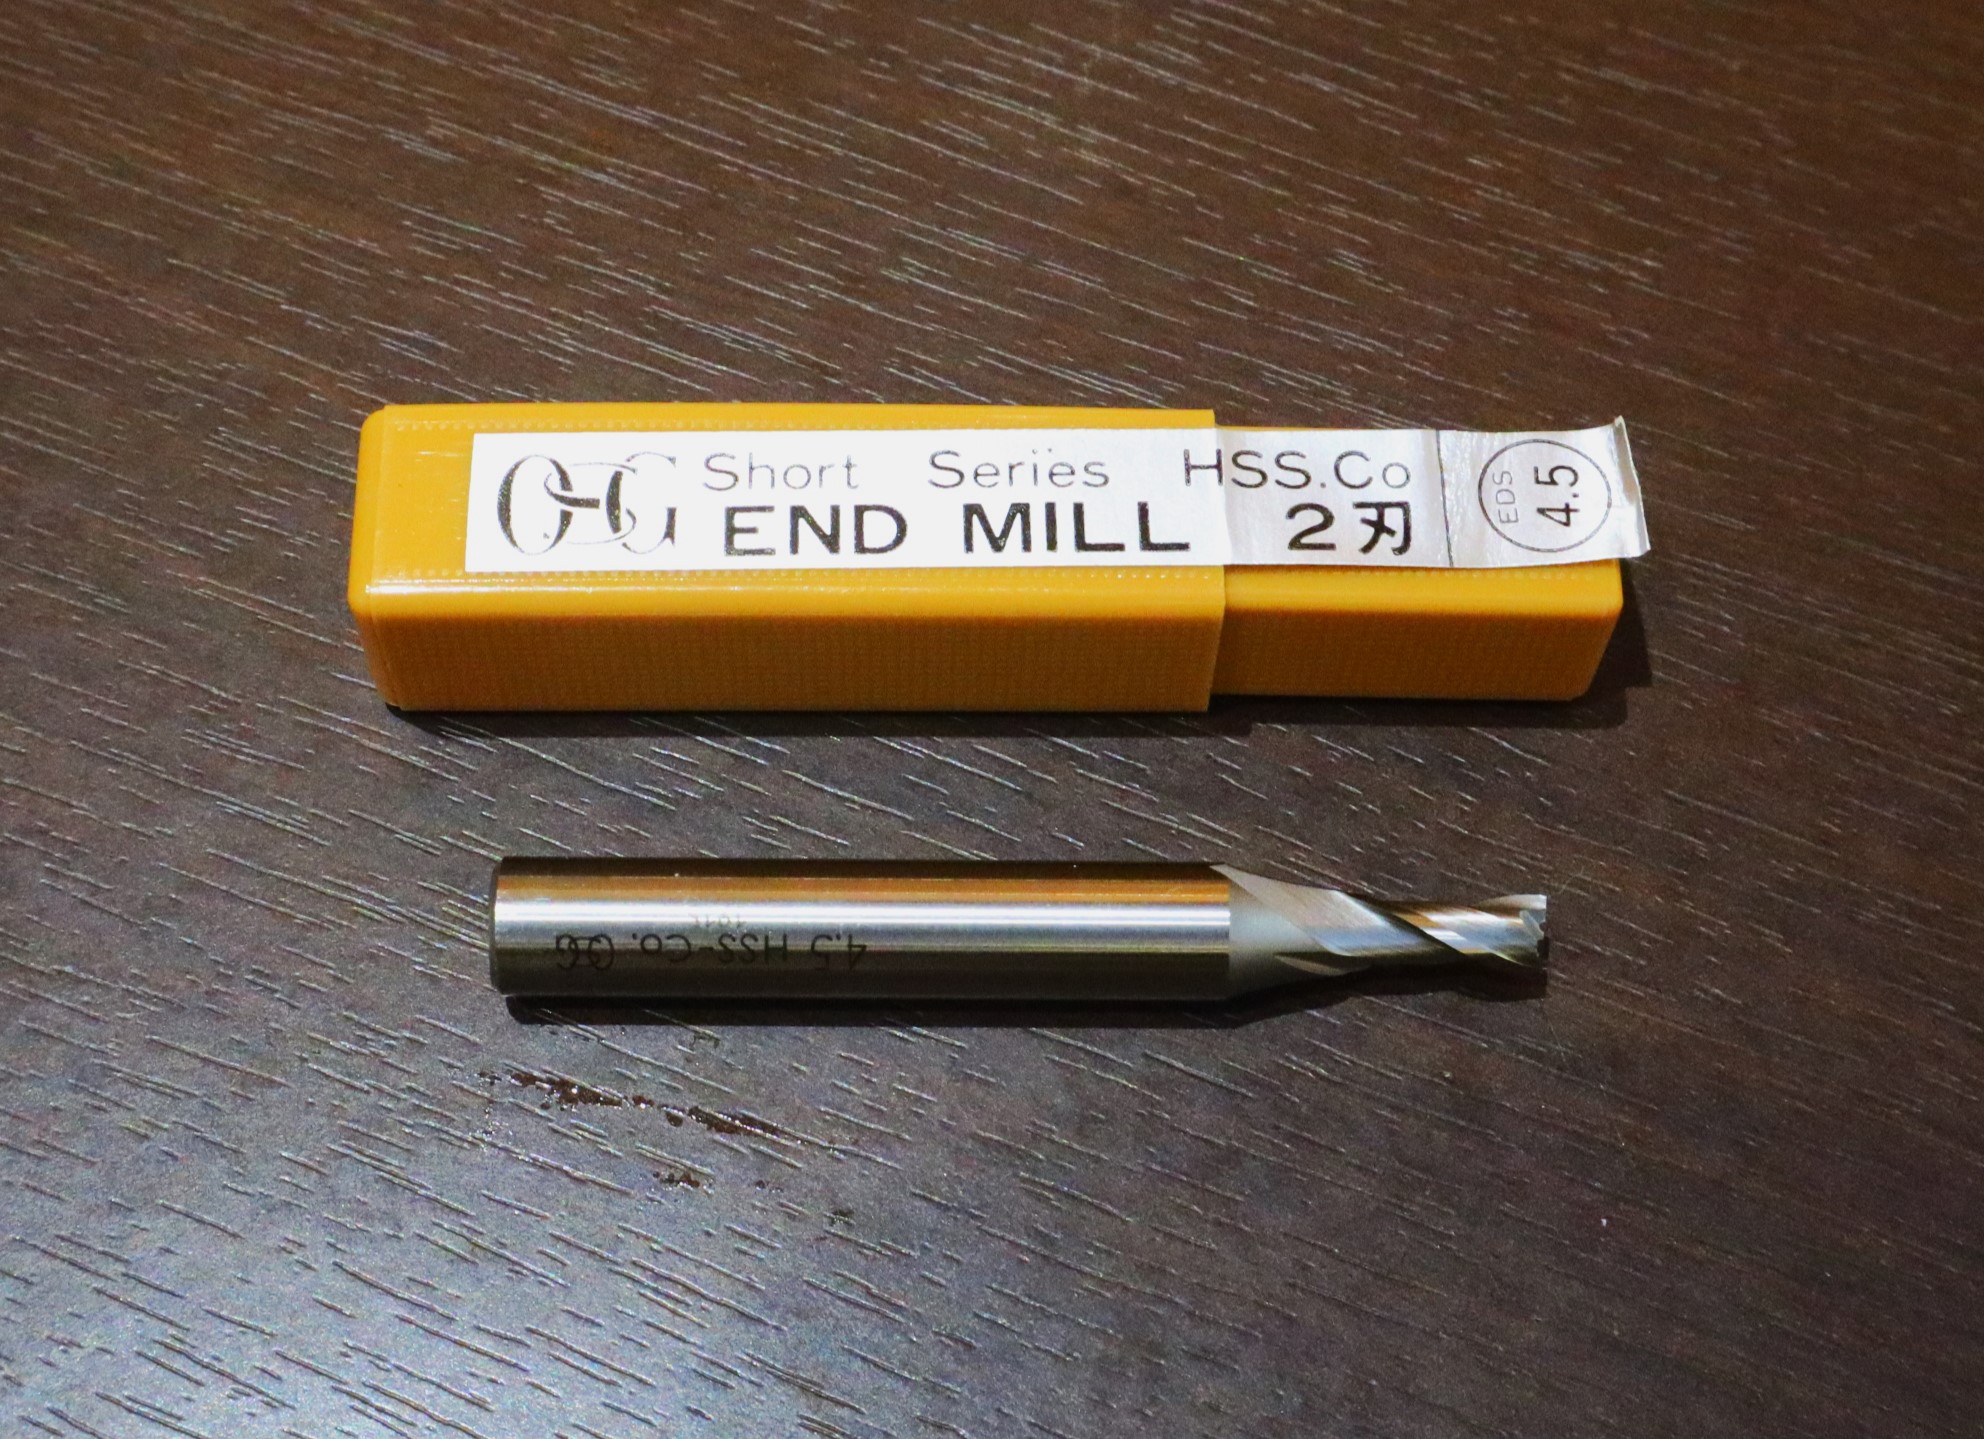 OSG Short Series HSS.Co
END MILL 2刃
EDS
4.5
4.5 HSS-Co. OSG